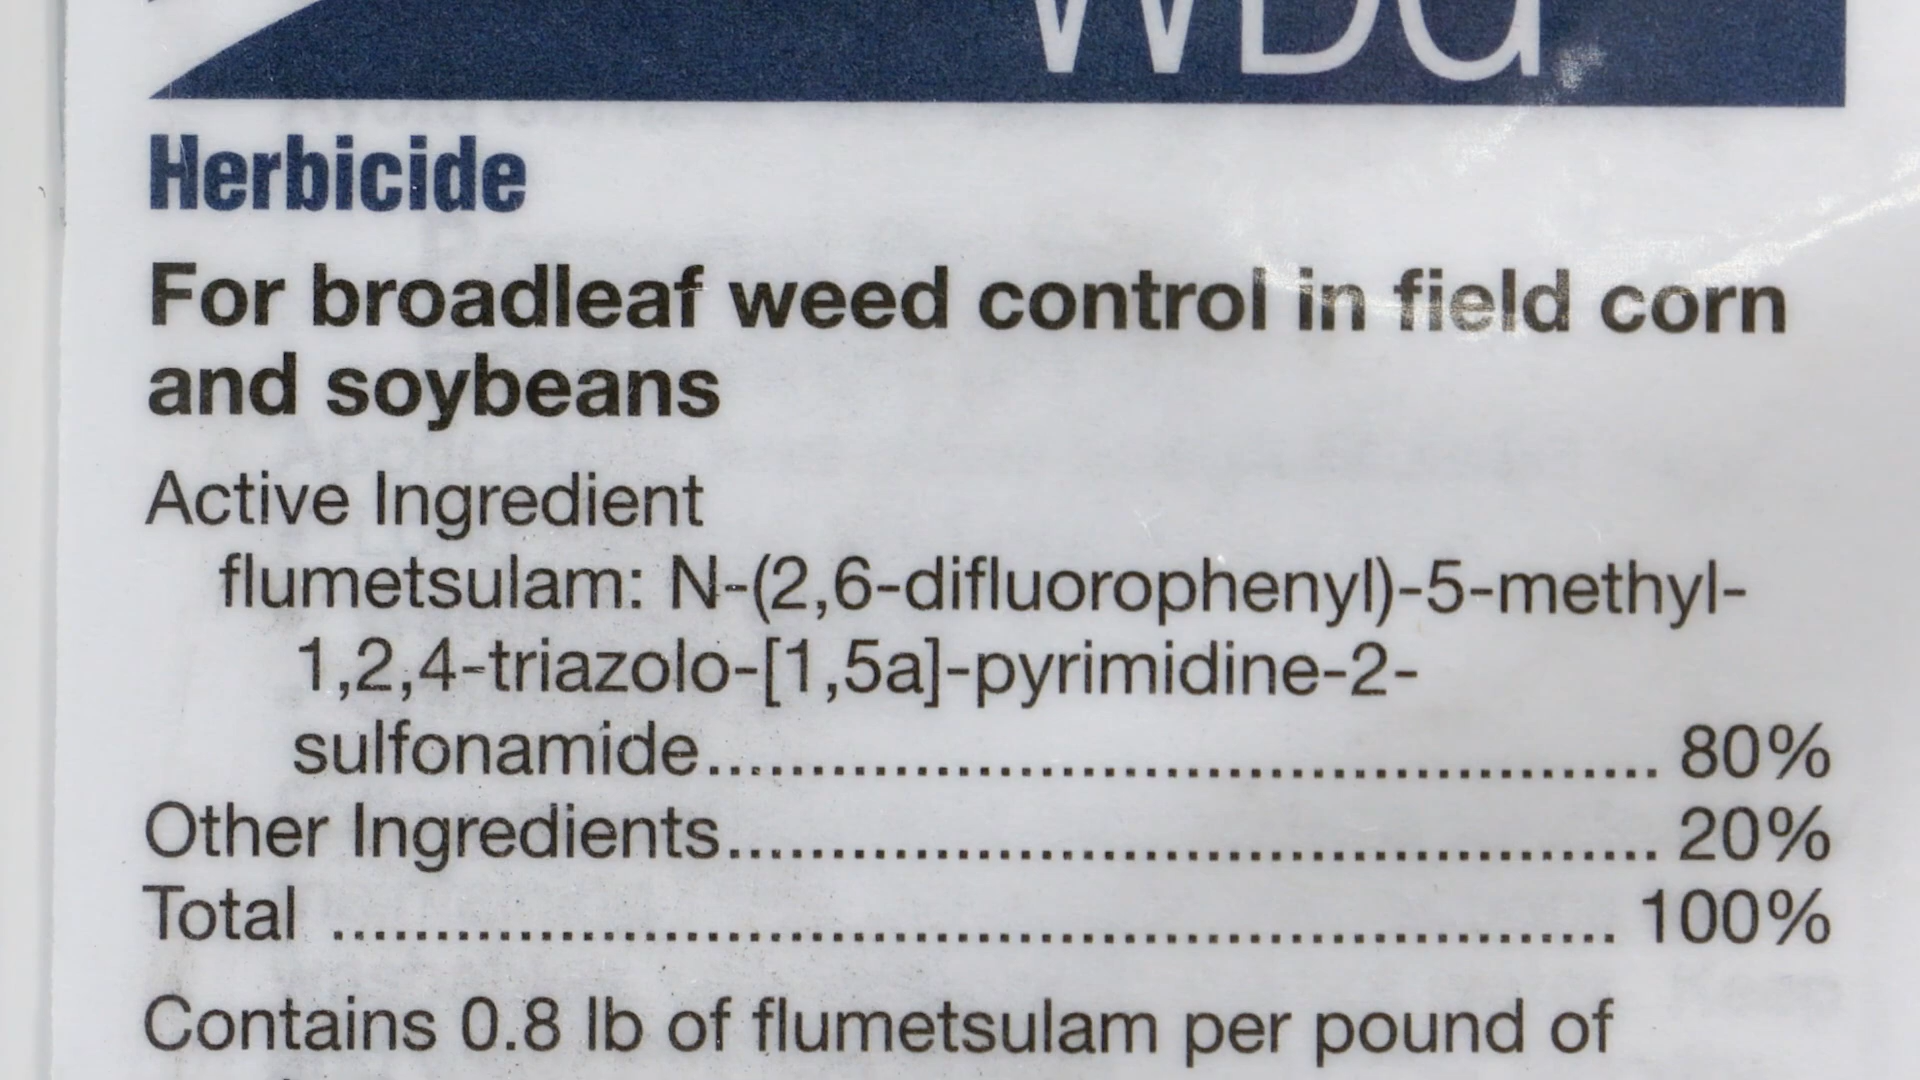 WDG
Herbicide
For broadleaf weed control in field corn
and soybeans
Active Ingredient
flumetsulam: N-(2,6-difluorophenyl)-5-methyl-
1,2,4-triazolo-[1,5a]-pyrimidine-2-
sulfonamide.............................................. 80%
Other Ingredients............................................. 20%
Total .............................................................. 100%
Contains 0.8 lb of flumetsulam per pound of